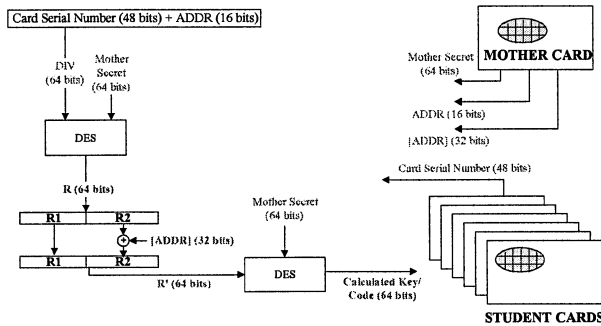 Card Serial Number (48 bits) + ADDR (16 bits)
DIV
(64 bits)
Mother
Secret
(64 bits)
DES
R (64 bits)
R1 R2
[ADDR] (32 bits)
R1 R2
R' (64 bits)
Mother Secret
(64 bits)
DES
Calculated Key/
Code (64 bits)
MOTHER CARD
Mother Secret
(64 bits)
ADDR (16 bits)
[ADDR] (32 bits)
Card Serial Number (48 bits)
STUDENT CARDS